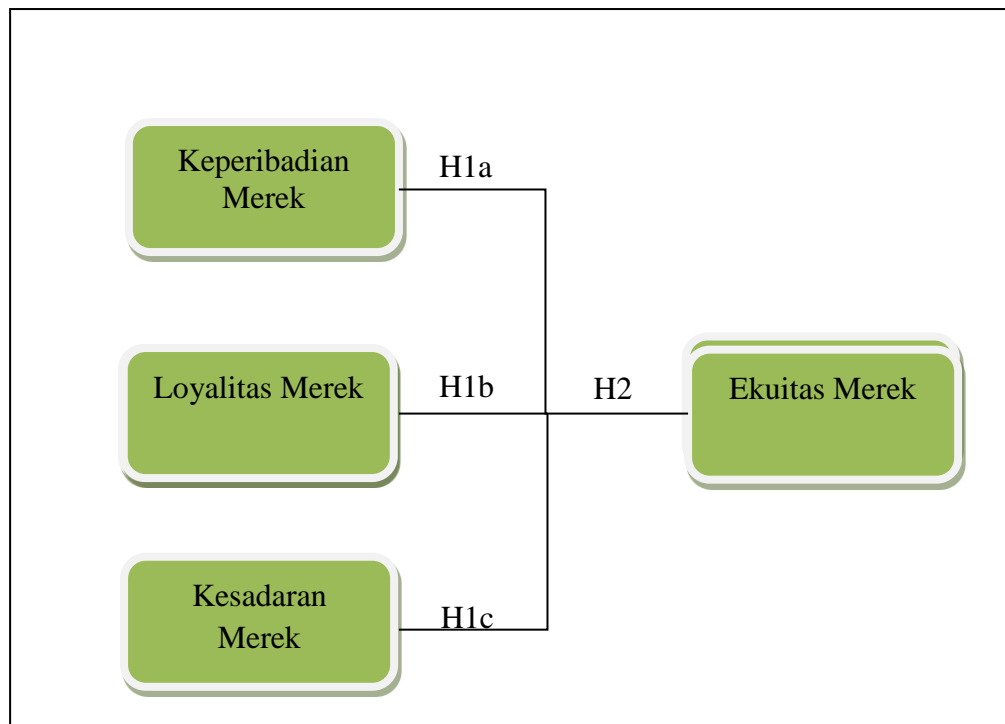 Keperibadian
Merek
H1a
Loyalitas Merek
H1b
H2
Ekuitas Merek
Kesadaran
Merek
H1c